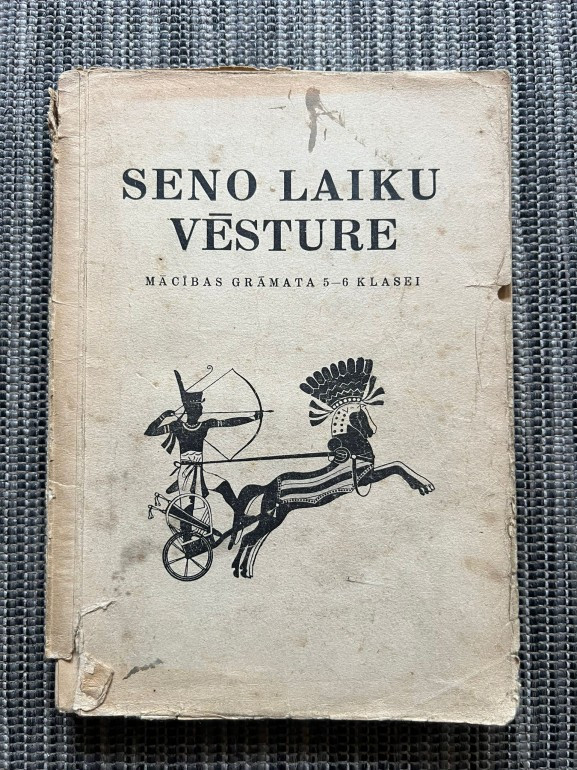 SENO LAIKU
VĒSTURE
MĀCĪBAS GRĀMATA 5—6 KLASEI